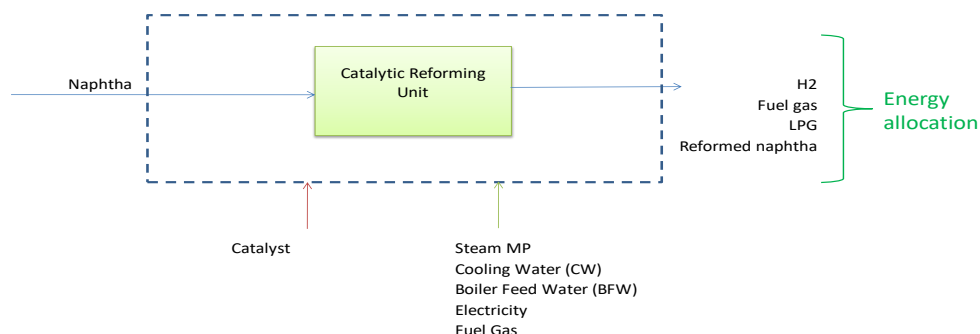 Naphtha
Catalytic Reforming
Unit
H2
Fuel gas
LPG
Reformed naphtha
Energy
allocation
Catalyst
Steam MP
Cooling Water (CW)
Boiler Feed Water (BFW)
Electricity
Fuel Gas